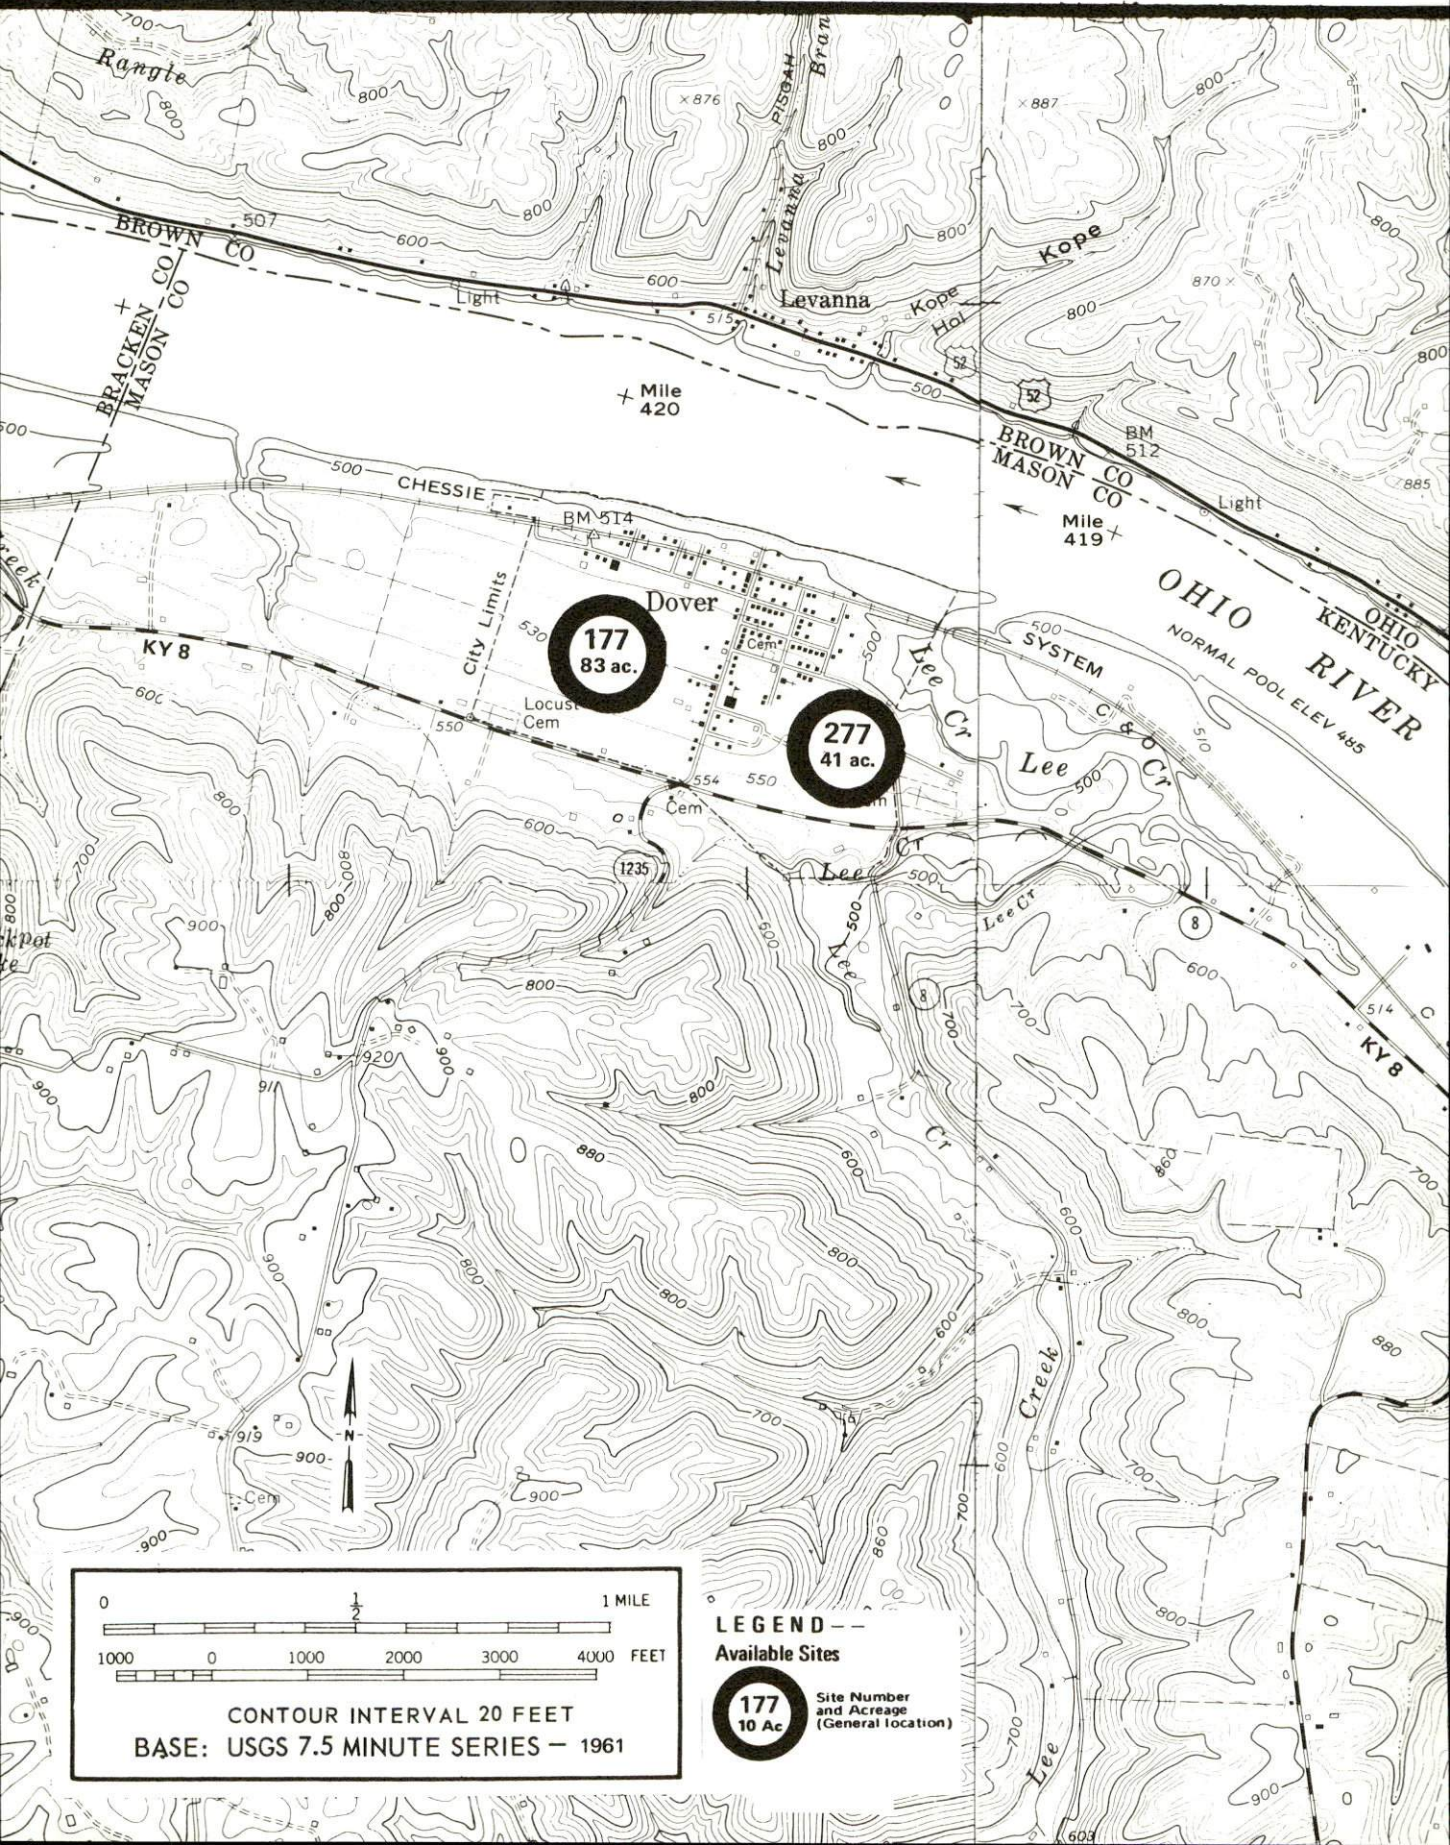 700
Rangle
800
800
×876
PISGAH
Bran
×887
800
800
BROWN CO
507
600
800
600
Levanna
800
Kope
870 ×
800
800
800
BRACKEN CO
MASON CO
Light
515
Levanna
Kope
Hol
52
52
500
Mile
420
BROWN CO
MASON CO
BM
512
×885
500
500
CHESSIE
BM 514
Light
Mile
419
OHIO
RIVER
NORMAL POOL ELEV 485
OHIO
KENTUCKY
reek
KY 8
City Limits
530
Dover
177
83 ac.
Cem
500
Lee
Cr
500
SYSTEM
C & O
510
600
550
Locust
Cem
277
41 ac.
Lee
500
Cr
554
550
Cem
800
700
600
1235
Lee
Cr
500
Lee Cr
8
800
800
900
ckpot
ke
800
600
500
Lee
8
700
700
600
514
C
KY 8
900
911
920
900
800
880
600
Cr
860
700
900
800
800
800
600
600
800
880
Creek
919
900
N
Cem
900
900
700
860
700
600
700
800
0 1/2 1 MILE
1000 0 1000 2000 3000 4000 FEET
CONTOUR INTERVAL 20 FEET
BASE: USGS 7.5 MINUTE SERIES – 1961
LEGEND––
Available Sites
177
10 Ac
Site Number
and Acreage
(General location)
900
700
Lee
900
603